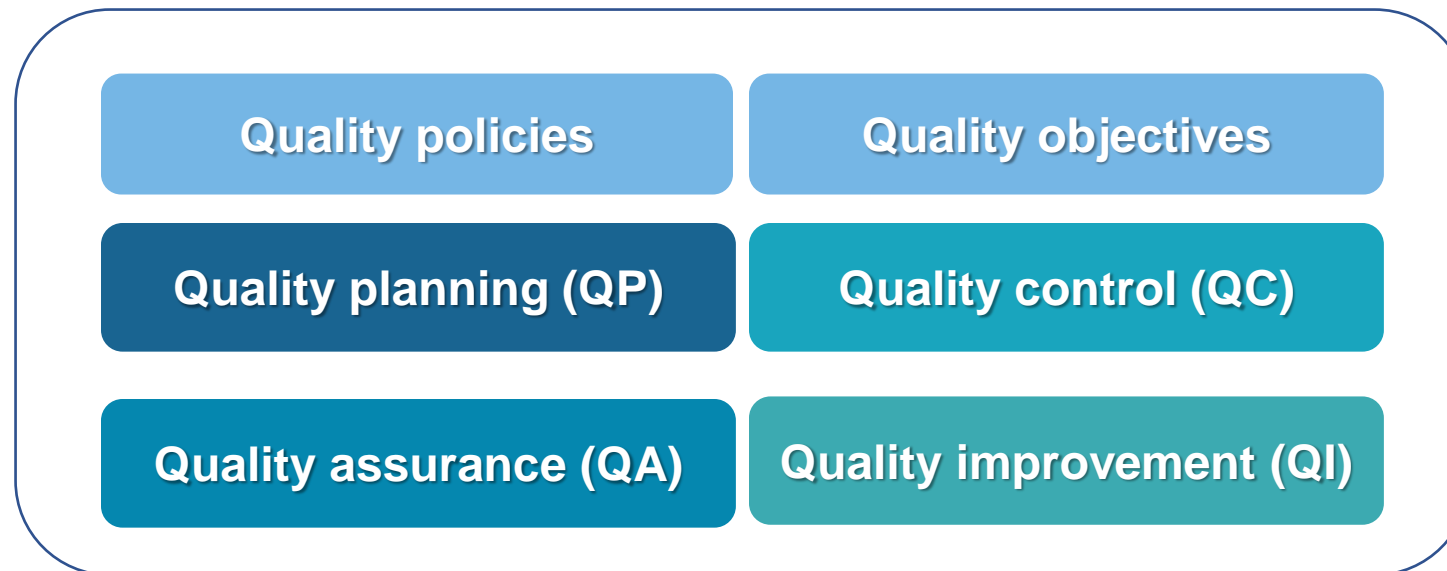 Quality policies
Quality objectives
Quality planning (QP)
Quality control (QC)
Quality assurance (QA)
Quality improvement (QI)